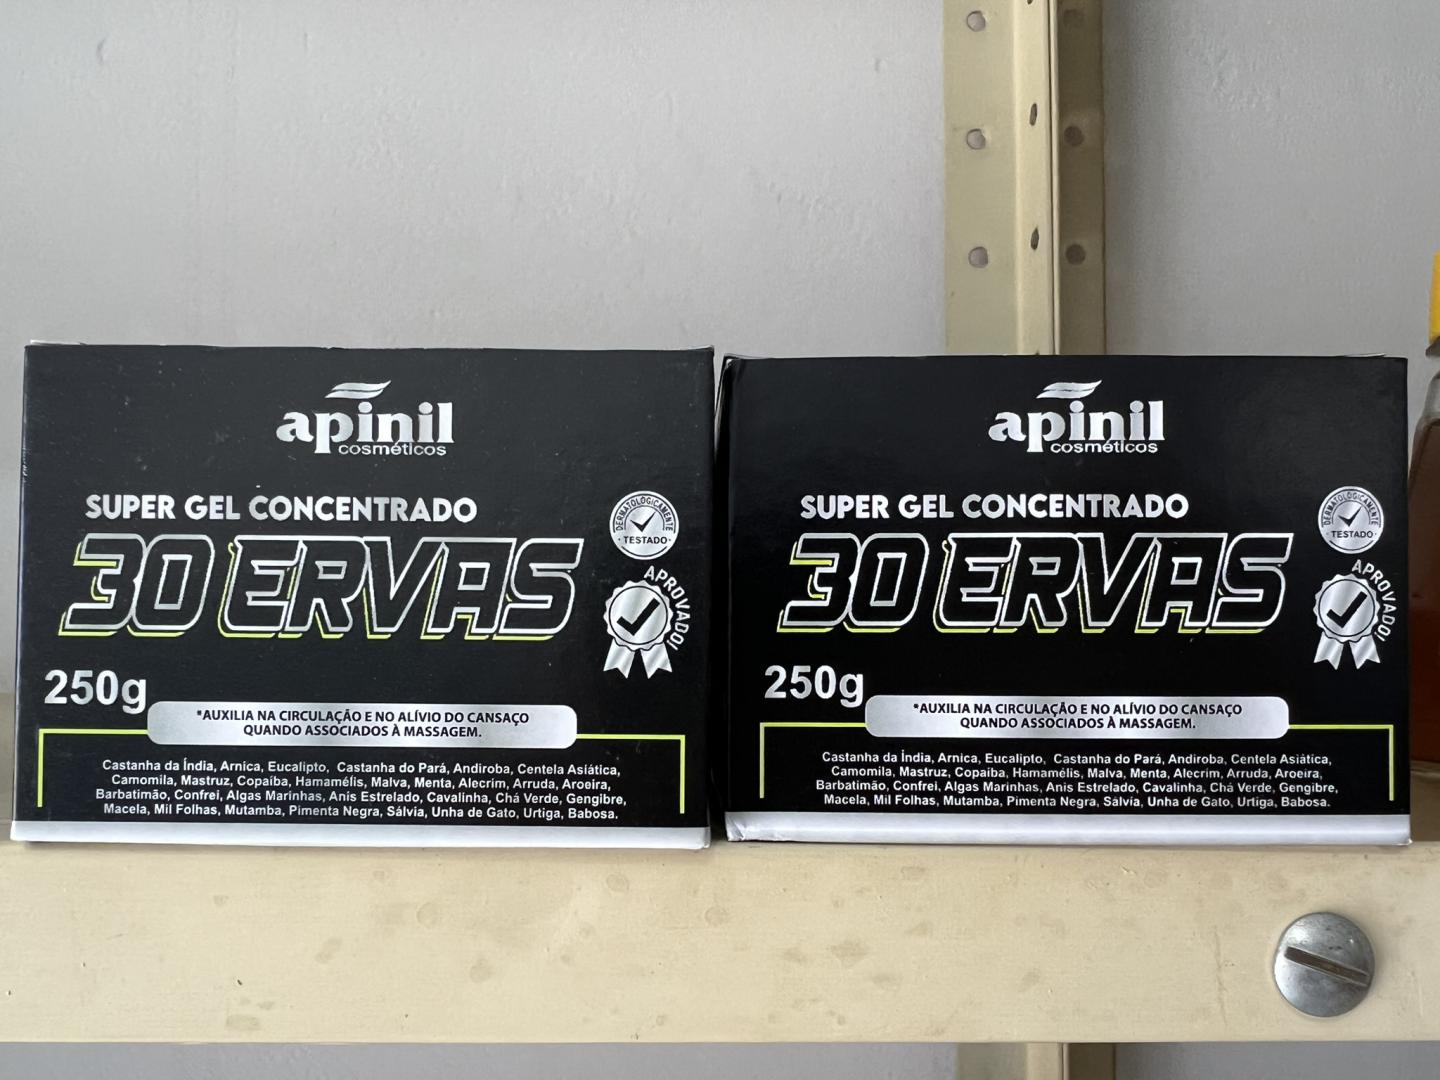 apinil
cosméticos
SUPER GEL CONCENTRADO
30 ERVAS
DERMATOLOGICAMENTE
TESTADO
APROVADO!
250g
*AUXILIA NA CIRCULAÇÃO E NO ALÍVIO DO CANSAÇO
QUANDO ASSOCIADOS À MASSAGEM.
Castanha da Índia, Arnica, Eucalipto, Castanha do Pará, Andiroba, Centela Asiática,
Camomila, Mastruz, Copaíba, Hamamélis, Malva, Menta, Alecrim, Arruda, Aroeira,
Barbatimão, Confrei, Algas Marinhas, Anis Estrelado, Cavalinha, Chá Verde, Gengibre,
Macela, Mil Folhas, Mutamba, Pimenta Negra, Sálvia, Unha de Gato, Urtiga, Babosa.
apinil
cosméticos
SUPER GEL CONCENTRADO
30 ERVAS
DERMATOLOGICAMENTE
TESTADO
APROVADO!
250g
*AUXILIA NA CIRCULAÇÃO E NO ALÍVIO DO CANSAÇO
QUANDO ASSOCIADOS À MASSAGEM.
Castanha da Índia, Arnica, Eucalipto, Castanha do Pará, Andiroba, Centela Asiática,
Camomila, Mastruz, Copaíba, Hamamélis, Malva, Menta, Alecrim, Arruda, Aroeira,
Barbatimão, Confrei, Algas Marinhas, Anis Estrelado, Cavalinha, Chá Verde, Gengibre,
Macela, Mil Folhas, Mutamba, Pimenta Negra, Sálvia, Unha de Gato, Urtiga, Babosa.